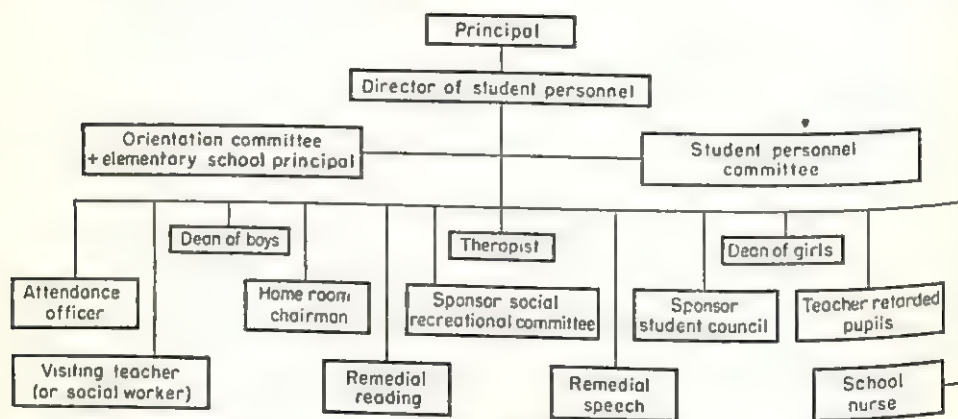 Principal
Director of student personnel
Orientation committee
+ elementary school principal
Student personnel
committee
Dean of boys
Therapist
Dean of girls
Attendance
officer
Home room
chairman
Sponsor social
recreational committee
Sponsor
student council
Teacher retarded
pupils
Visiting teacher
(or social worker)
Remedial
reading
Remedial
speech
School
nurse